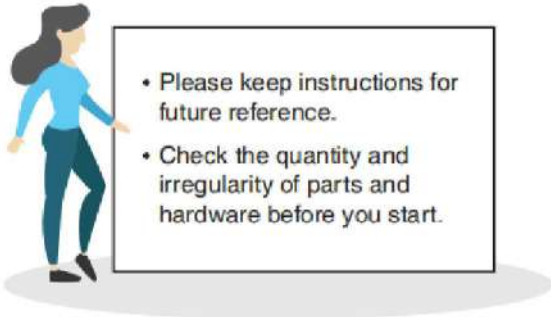 • Please keep instructions for
future reference.
• Check the quantity and
irregularity of parts and
hardware before you start.